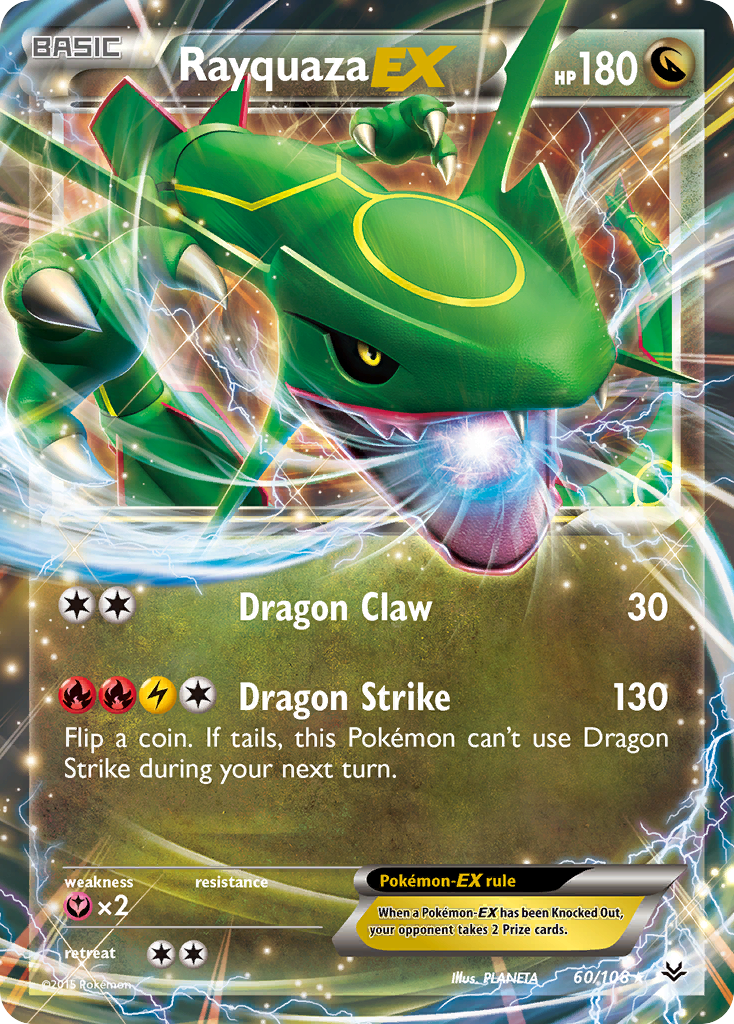 BASIC
Rayquaza EX
HP 180
Dragon Claw 30
Dragon Strike 130
Flip a coin. If tails, this Pokémon can't use Dragon
Strike during your next turn.
weakness resistance
×2
retreat
Pokémon-EX rule
When a Pokémon-EX has been Knocked Out,
your opponent takes 2 Prize cards.
©2015 Pokémon
Illus. PLANETA
60/108 ★